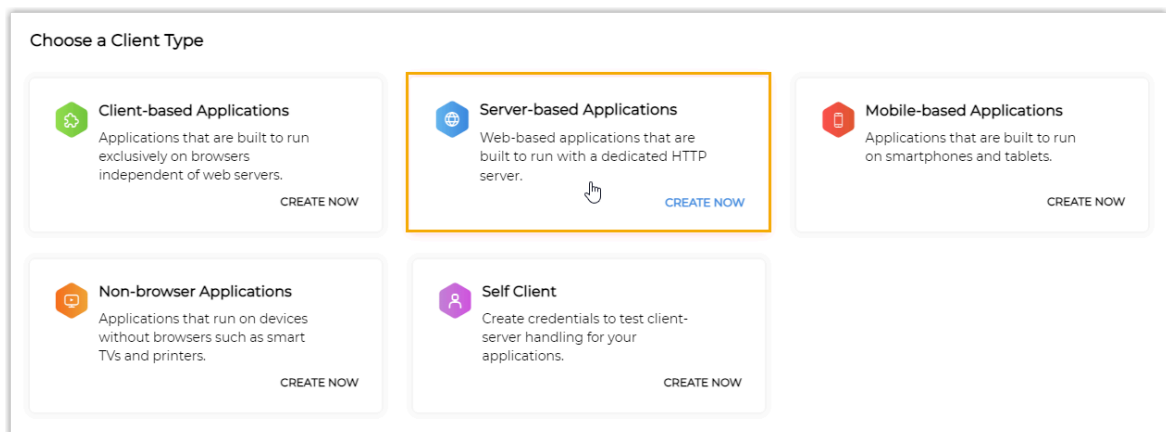 Choose a Client Type
Client-based Applications
Applications that are built to run
exclusively on browsers
independent of web servers.
CREATE NOW
Server-based Applications
Web-based applications that are
built to run with a dedicated HTTP
server.
CREATE NOW
Mobile-based Applications
Applications that are built to run
on smartphones and tablets.
CREATE NOW
Non-browser Applications
Applications that run on devices
without browsers such as smart
TVs and printers.
CREATE NOW
Self Client
Create credentials to test client-
server handling for your
applications.
CREATE NOW